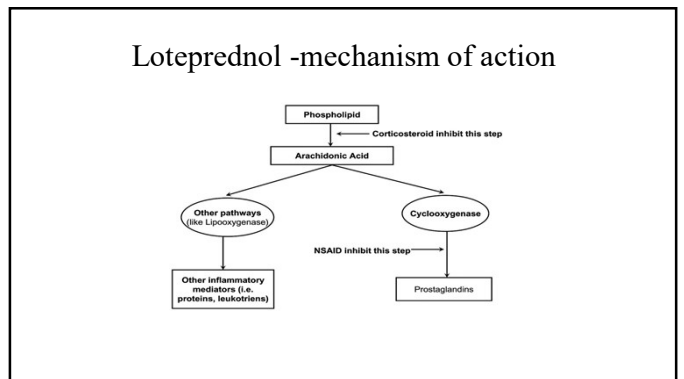 Loteprednol -mechanism of action
Phospholipid
Corticosteroid inhibit this step
Arachidonic Acid
Other pathways
(like Lipooxygenase)
Cyclooxygenase
NSAID inhibit this step
Other inflammatory
mediators (i.e.
proteins, leukotriens)
Prostaglandins